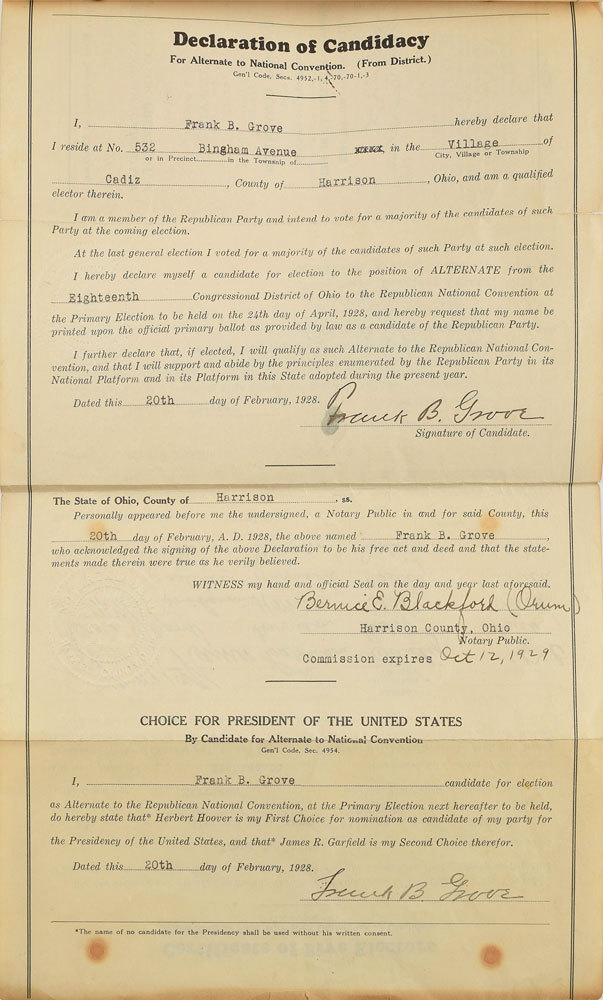 Declaration of Candidacy
For Alternate to National Convention. (From District.)
Gen'l Code, Secs. 4952,-1, 4,-70,-70-1,-3
I, Frank B. Grove hereby declare that
I reside at No. 532 Bingham Avenue in the Village of
or in Precinct in the Township of City, Village or Township
Cadiz, County of Harrison, Ohio, and am a qualified
elector therein.
I am a member of the Republican Party and intend to vote for a majority of the candidates of such
Party at the coming election.
At the last general election I voted for a majority of the candidates of such Party at such election.
I hereby declare myself a candidate for election to the position of ALTERNATE from the
Eighteenth Congressional District of Ohio to the Republican National Convention at
the Primary Election to be held on the 24th day of April, 1928, and hereby request that my name be
printed upon the official primary ballot as provided by law as a candidate of the Republican Party.
I further declare that, if elected, I will qualify as such Alternate to the Republican National Con-
vention, and that I will support and abide by the principles enumerated by the Republican Party in its
National Platform and in its Platform in this State adopted during the present year.
Dated this 20th day of February, 1928. Frank B. Grove
Signature of Candidate.
The State of Ohio, County of Harrison, ss.
Personally appeared before me the undersigned, a Notary Public in and for said County, this
20th day of February, A. D. 1928, the above named Frank B. Grove,
who acknowledged the signing of the above Declaration to be his free act and deed and that the state-
ments made therein were true as he verily believed.
WITNESS my hand and official Seal on the day and year last aforesaid.
Bernice E. Blackford (Orum)
Harrison County, Ohio
Notary Public.
Commission expires Oct 12, 1929
CHOICE FOR PRESIDENT OF THE UNITED STATES
By Candidate for Alternate to National Convention
Gen'l Code, Sec. 4954.
I, Frank B. Grove candidate for election
as Alternate to the Republican National Convention, at the Primary Election next hereafter to be held,
do hereby state that* Herbert Hoover is my First Choice for nomination as candidate of my party for
the Presidency of the United States, and that* James R. Garfield is my Second Choice therefor.
Dated this 20th day of February, 1928.
Frank B. Grove
*The name of no candidate for the Presidency shall be used without his written consent.